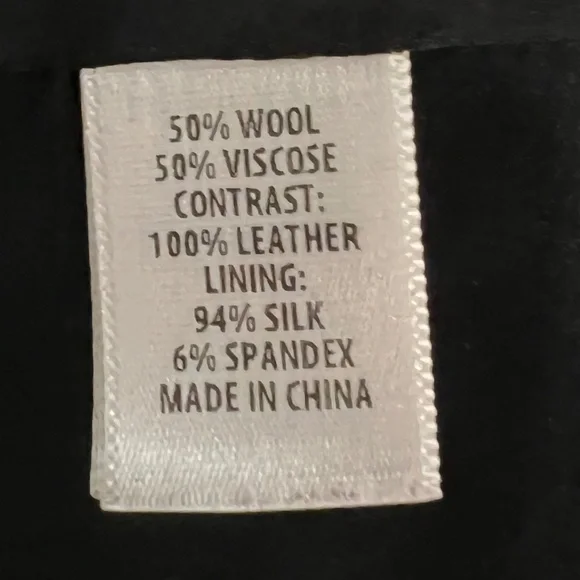 50% WOOL
50% VISCOSE
CONTRAST:
100% LEATHER
LINING:
94% SILK
6% SPANDEX
MADE IN CHINA